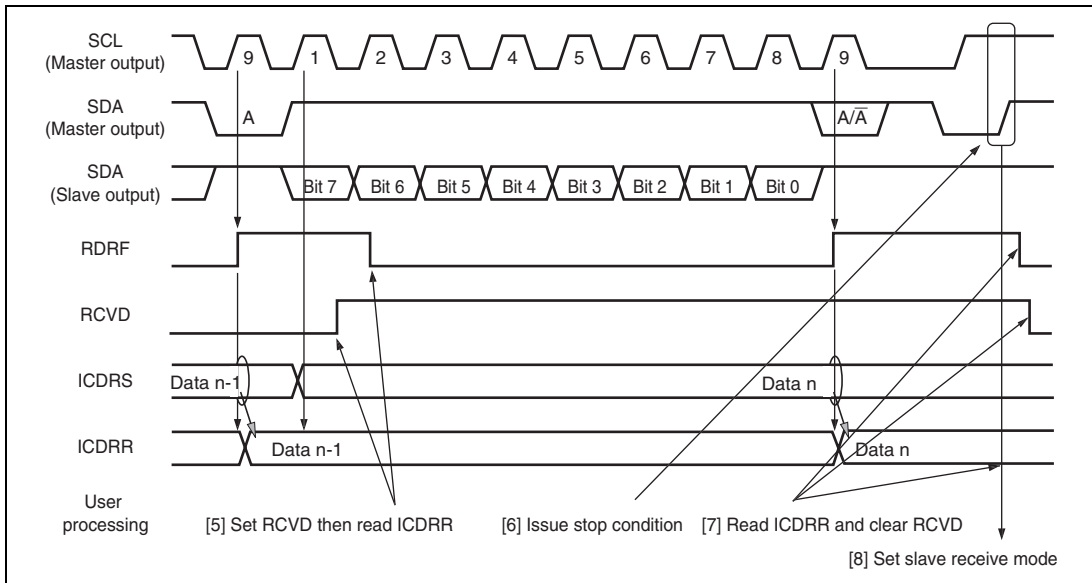 SCL
(Master output)
9 1 2 3 4 5 6 7 8 9
SDA
(Master output)
A A/A̅
SDA
(Slave output)
Bit 7 Bit 6 Bit 5 Bit 4 Bit 3 Bit 2 Bit 1 Bit 0
RDRF
RCVD
ICDRS
Data n-1 Data n
ICDRR
Data n-1 Data n
User
processing
[5] Set RCVD then read ICDRR [6] Issue stop condition [7] Read ICDRR and clear RCVD
[8] Set slave receive mode